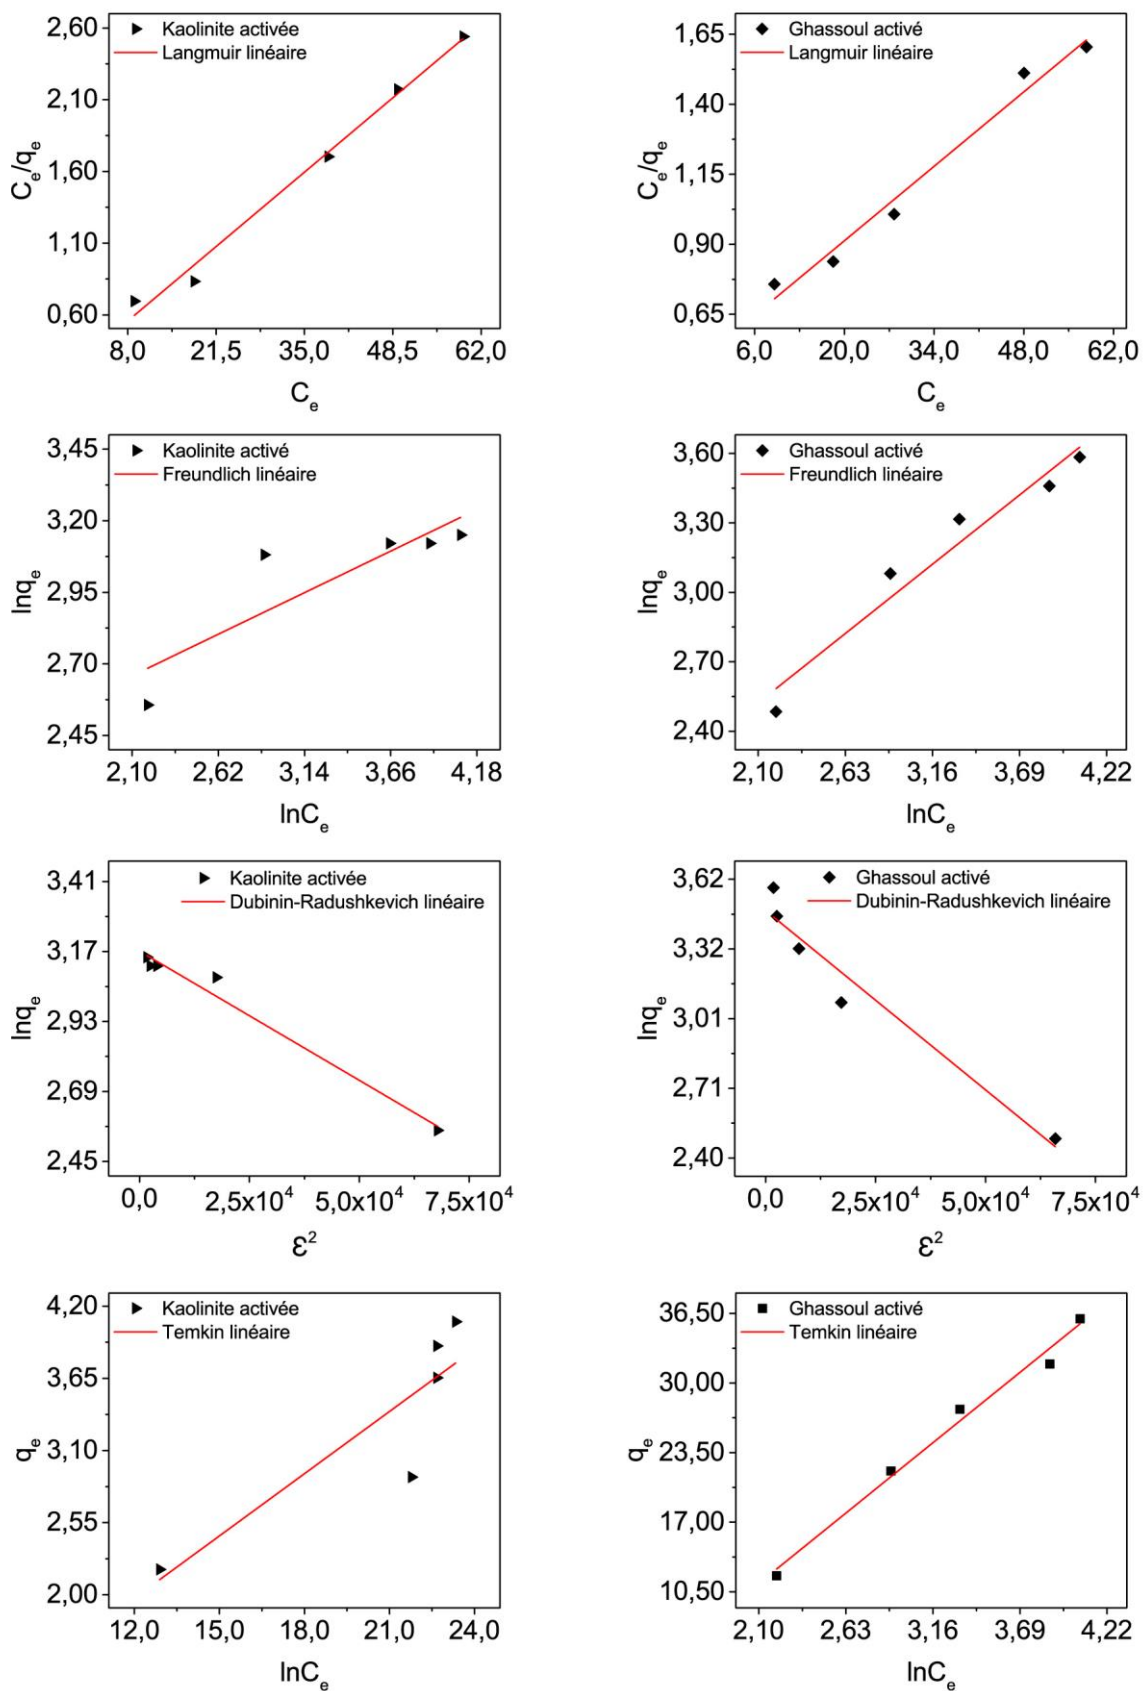 Kaolinite activée
Langmuir linéaire
2,60
2,10
1,60
1,10
0,60
Ce/qe
8,0 21,5 35,0 48,5 62,0
Ce
Ghassoul activé
Langmuir linéaire
1,65
1,40
1,15
0,90
0,65
Ce/qe
6,0 20,0 34,0 48,0 62,0
Ce
Kaolinite activé
Freundlich linéaire
3,45
3,20
2,95
2,70
2,45
lnqe
2,10 2,62 3,14 3,66 4,18
lnCe
Ghassoul activé
Freundlich linéaire
3,60
3,30
3,00
2,70
2,40
lnqe
2,10 2,63 3,16 3,69 4,22
lnCe
Kaolinite activée
Dubinin-Radushkevich linéaire
3,41
3,17
2,93
2,69
2,45
lnqe
0,0 2,5x10⁴ 5,0x10⁴ 7,5x10⁴
ε²
Ghassoul activé
Dubinin-Radushkevich linéaire
3,62
3,32
3,01
2,71
2,40
lnqe
0,0 2,5x10⁴ 5,0x10⁴ 7,5x10⁴
ε²
Kaolinite activée
Temkin linéaire
4,20
3,65
3,10
2,55
2,00
qe
12,0 15,0 18,0 21,0 24,0
lnCe
Ghassoul activé
Temkin linéaire
36,50
30,00
23,50
17,00
10,50
qe
2,10 2,63 3,16 3,69 4,22
lnCe